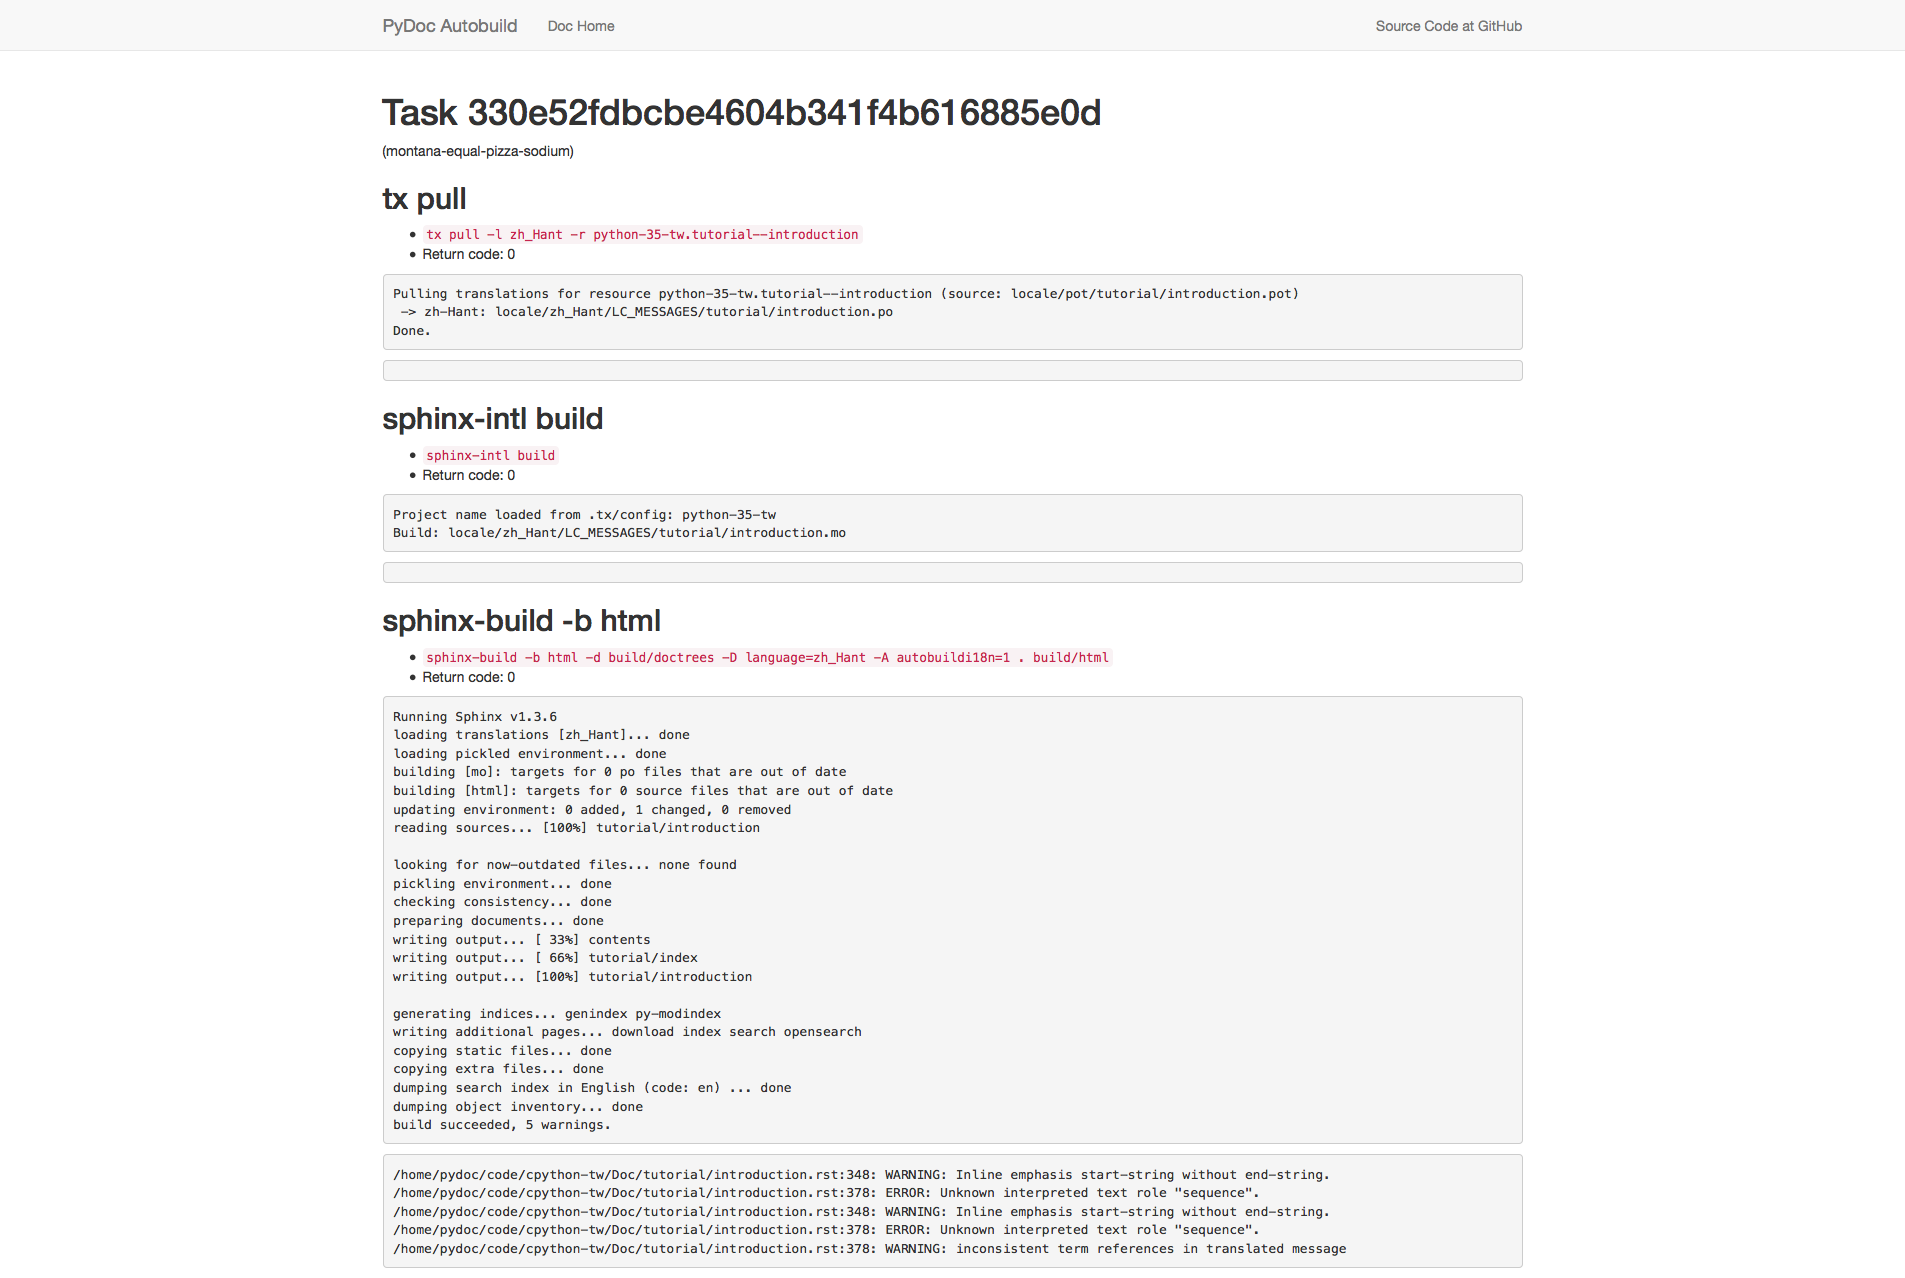 PyDoc Autobuild Doc Home Source Code at GitHub
Task 330e52fdbcbe4604b341f4b616885e0d
(montana-equal-pizza-sodium)
tx pull
• tx pull -l zh_Hant -r python-35-tw.tutorial--introduction
• Return code: 0
Pulling translations for resource python-35-tw.tutorial--introduction (source: locale/pot/tutorial/introduction.pot)
-> zh-Hant: locale/zh_Hant/LC_MESSAGES/tutorial/introduction.po
Done.
sphinx-intl build
• sphinx-intl build
• Return code: 0
Project name loaded from .tx/config: python-35-tw
Build: locale/zh_Hant/LC_MESSAGES/tutorial/introduction.mo
sphinx-build -b html
• sphinx-build -b html -d build/doctrees -D language=zh_Hant -A autobuildi18n=1 . build/html
• Return code: 0
Running Sphinx v1.3.6
loading translations [zh_Hant]... done
loading pickled environment... done
building [mo]: targets for 0 po files that are out of date
building [html]: targets for 0 source files that are out of date
updating environment: 0 added, 1 changed, 0 removed
reading sources... [100%] tutorial/introduction
looking for now-outdated files... none found
pickling environment... done
checking consistency... done
preparing documents... done
writing output... [ 33%] contents
writing output... [ 66%] tutorial/index
writing output... [100%] tutorial/introduction
generating indices... genindex py-modindex
writing additional pages... download index search opensearch
copying static files... done
copying extra files... done
dumping search index in English (code: en) ... done
dumping object inventory... done
build succeeded, 5 warnings.
/home/pydoc/code/cpython-tw/Doc/tutorial/introduction.rst:348: WARNING: Inline emphasis start-string without end-string.
/home/pydoc/code/cpython-tw/Doc/tutorial/introduction.rst:378: ERROR: Unknown interpreted text role "sequence".
/home/pydoc/code/cpython-tw/Doc/tutorial/introduction.rst:348: WARNING: Inline emphasis start-string without end-string.
/home/pydoc/code/cpython-tw/Doc/tutorial/introduction.rst:378: ERROR: Unknown interpreted text role "sequence".
/home/pydoc/code/cpython-tw/Doc/tutorial/introduction.rst:378: WARNING: inconsistent term references in translated message